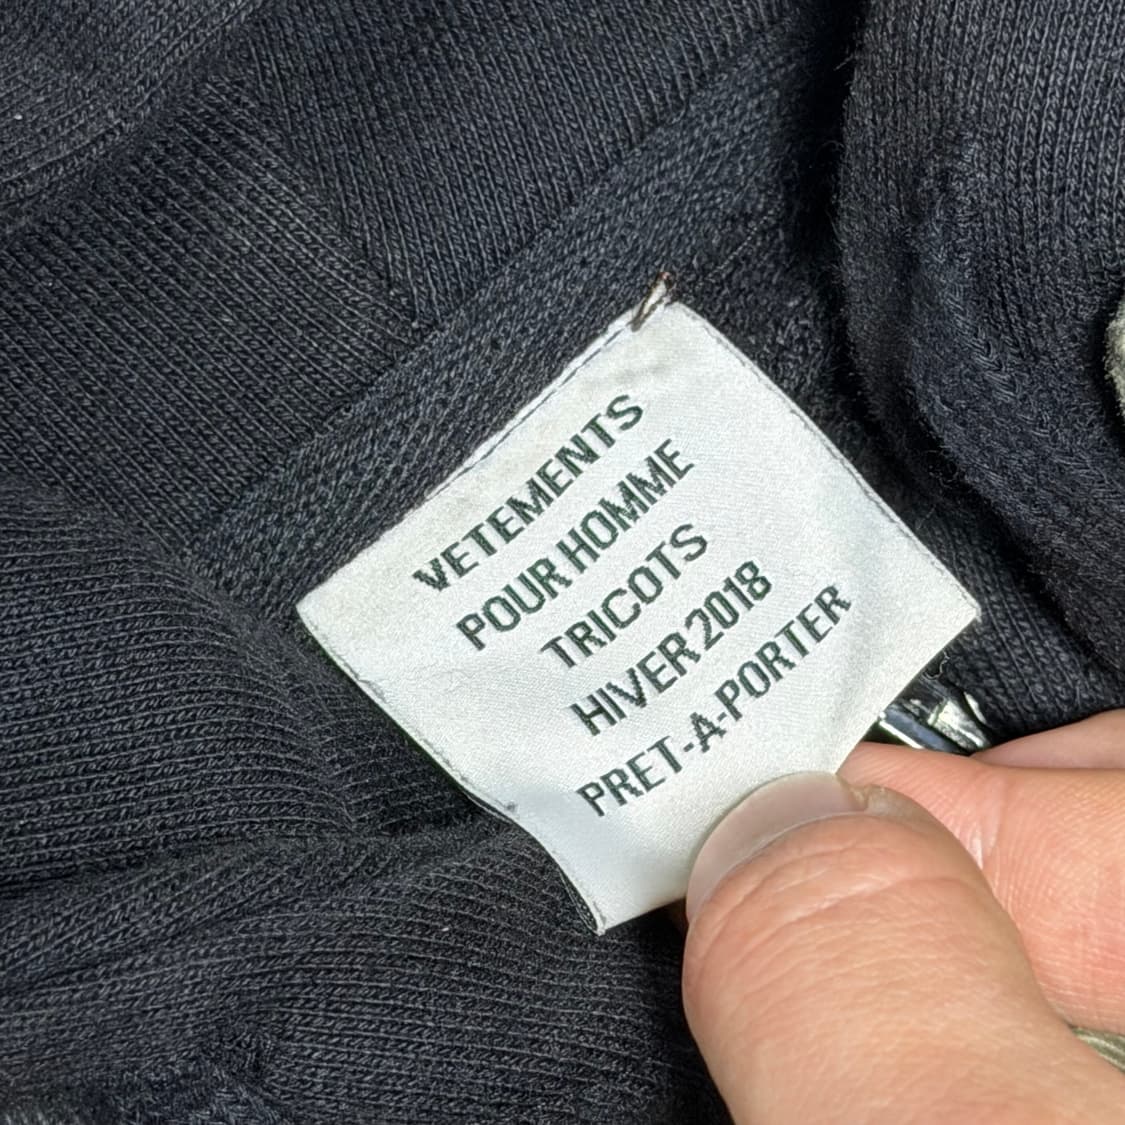 VETEMENTS
POUR HOMME
TRICOTS
HIVER 2018
PRET-A-PORTER